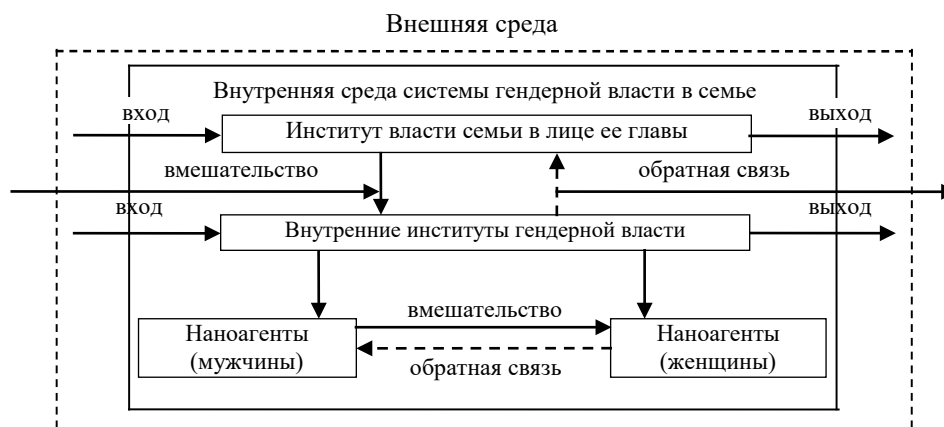 Внешняя среда
Внутренняя среда системы гендерной власти в семье
вход
Институт власти семьи в лице ее главы
выход
вмешательство
обратная связь
вход
Внутренние институты гендерной власти
выход
вмешательство
Наноагенты
(мужчины)
Наноагенты
(женщины)
обратная связь